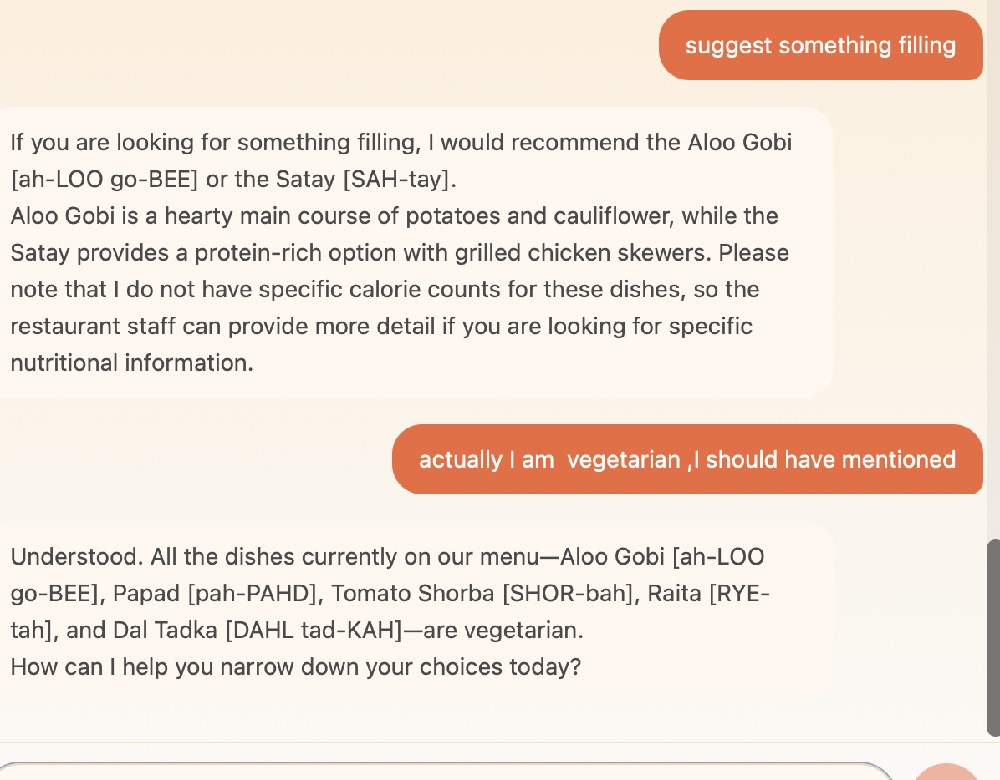 suggest something filling
If you are looking for something filling, I would recommend the Aloo Gobi
[ah-LOO go-BEE] or the Satay [SAH-tay].
Aloo Gobi is a hearty main course of potatoes and cauliflower, while the
Satay provides a protein-rich option with grilled chicken skewers. Please
note that I do not have specific calorie counts for these dishes, so the
restaurant staff can provide more detail if you are looking for specific
nutritional information.
actually I am  vegetarian ,I should have mentioned
Understood. All the dishes currently on our menu—Aloo Gobi [ah-LOO
go-BEE], Papad [pah-PAHD], Tomato Shorba [SHOR-bah], Raita [RYE-
tah], and Dal Tadka [DAHL tad-KAH]—are vegetarian.
How can I help you narrow down your choices today?